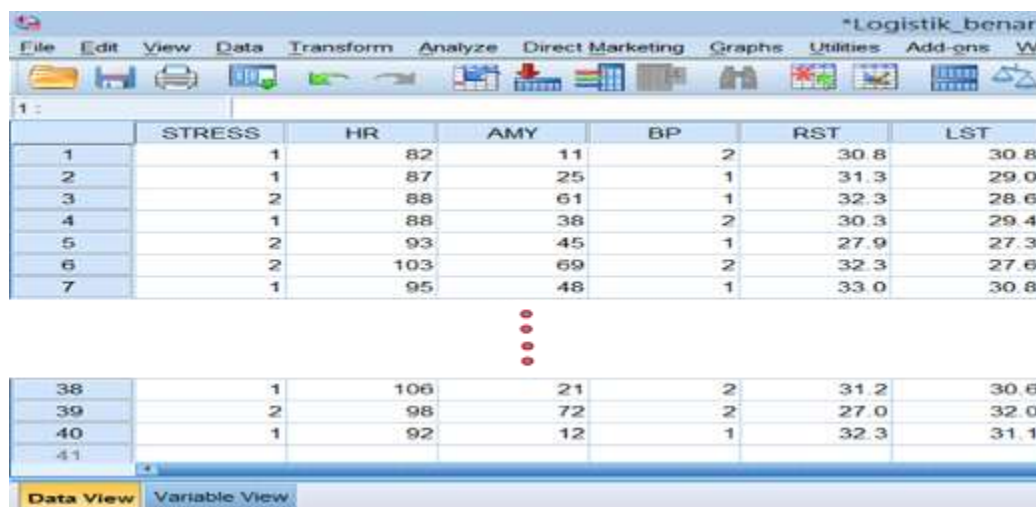 *Logistik_benar
File Edit View Data Transform Analyze Direct Marketing Graphs Utilities Add-ons W
1 :
STRESS HR AMY BP RST LST
1 1 82 11 2 30.8 30.8
2 1 87 25 1 31.3 29.0
3 2 88 61 1 32.3 28.6
4 1 88 38 2 30.3 29.4
5 2 93 45 1 27.9 27.3
6 2 103 69 2 32.3 27.6
7 1 95 48 1 33.0 30.8
38 1 106 21 2 31.2 30.6
39 2 98 72 2 27.0 32.0
40 1 92 12 1 32.3 31.1
41
Data View Variable View